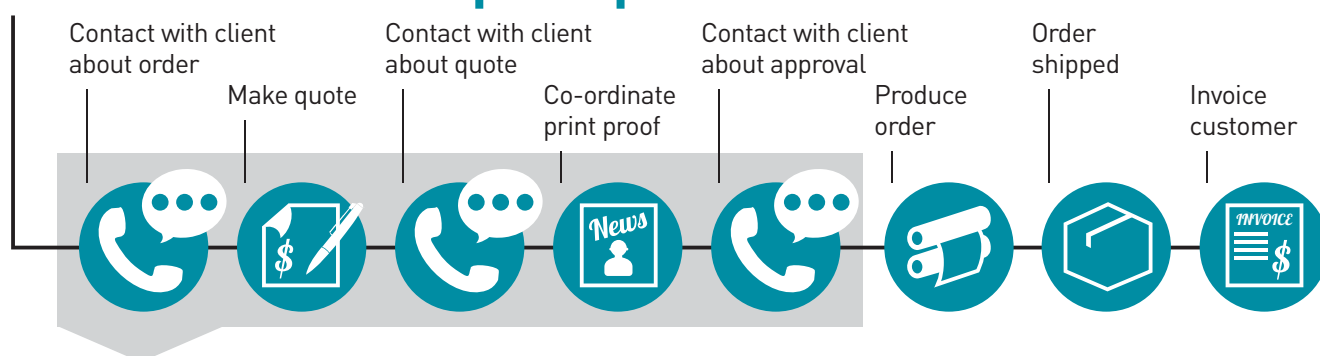 Contact with client
about order
Make quote
Contact with client
about quote
Co-ordinate
print proof
Contact with client
about approval
Produce
order
Order
shipped
Invoice
customer
$
News
INVOICE
$